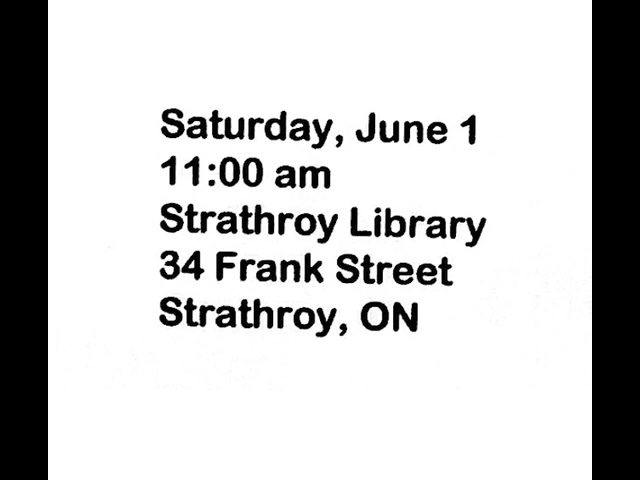 Saturday, June 1
11:00 am
Strathroy Library
34 Frank Street
Strathroy, ON